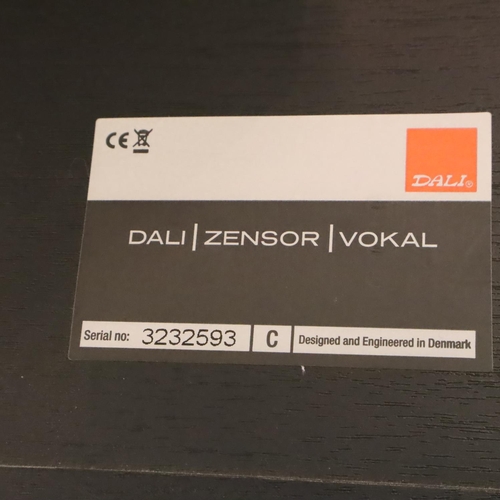 CE
DALI®
DALI | ZENSOR | VOKAL
Serial no: 3232593 C Designed and Engineered in Denmark